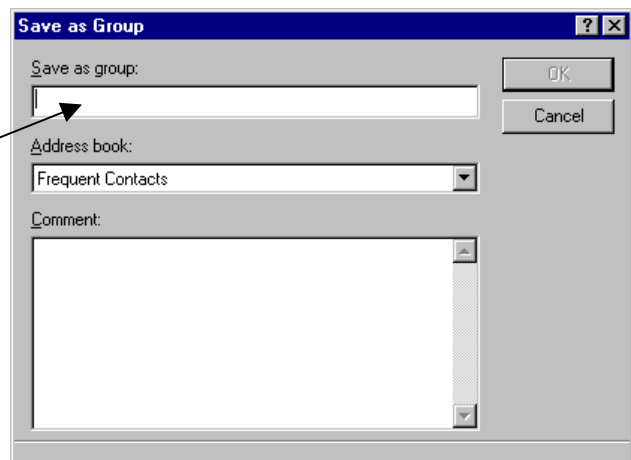 Save as Group
Save as group:
OK
Cancel
Address book:
Frequent Contacts
Comment: